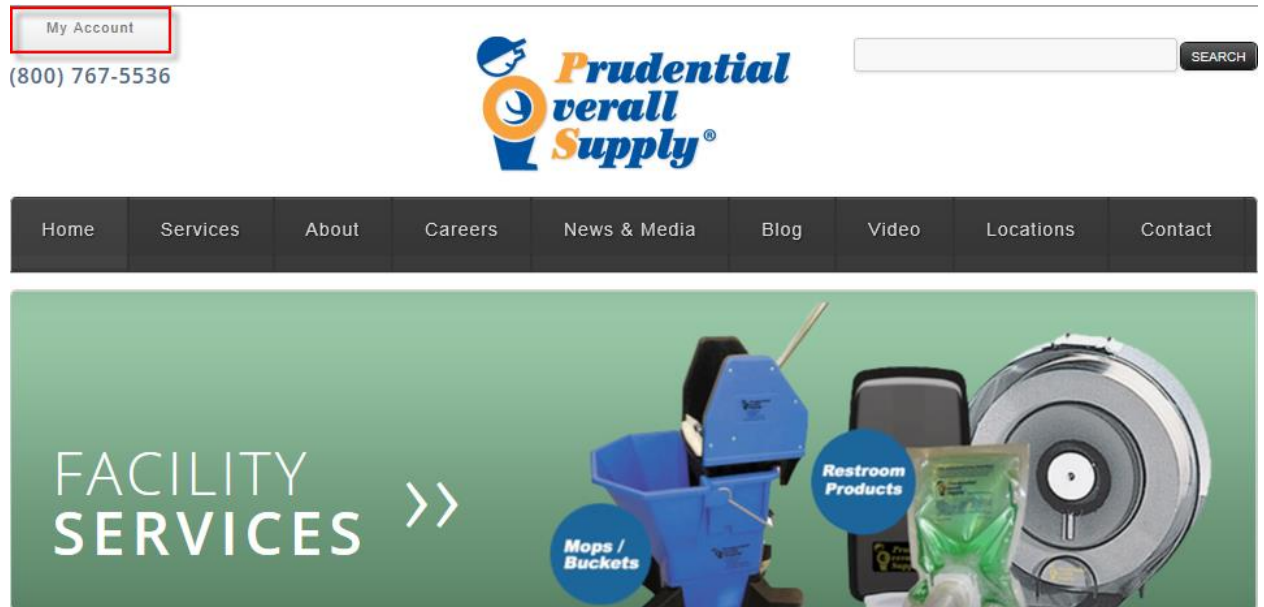 My Account
(800) 767-5536
Prudential
Overall
Supply®
SEARCH
Home Services About Careers News & Media Blog Video Locations Contact
FACILITY
SERVICES >>
Mops /
Buckets
Restroom
Products